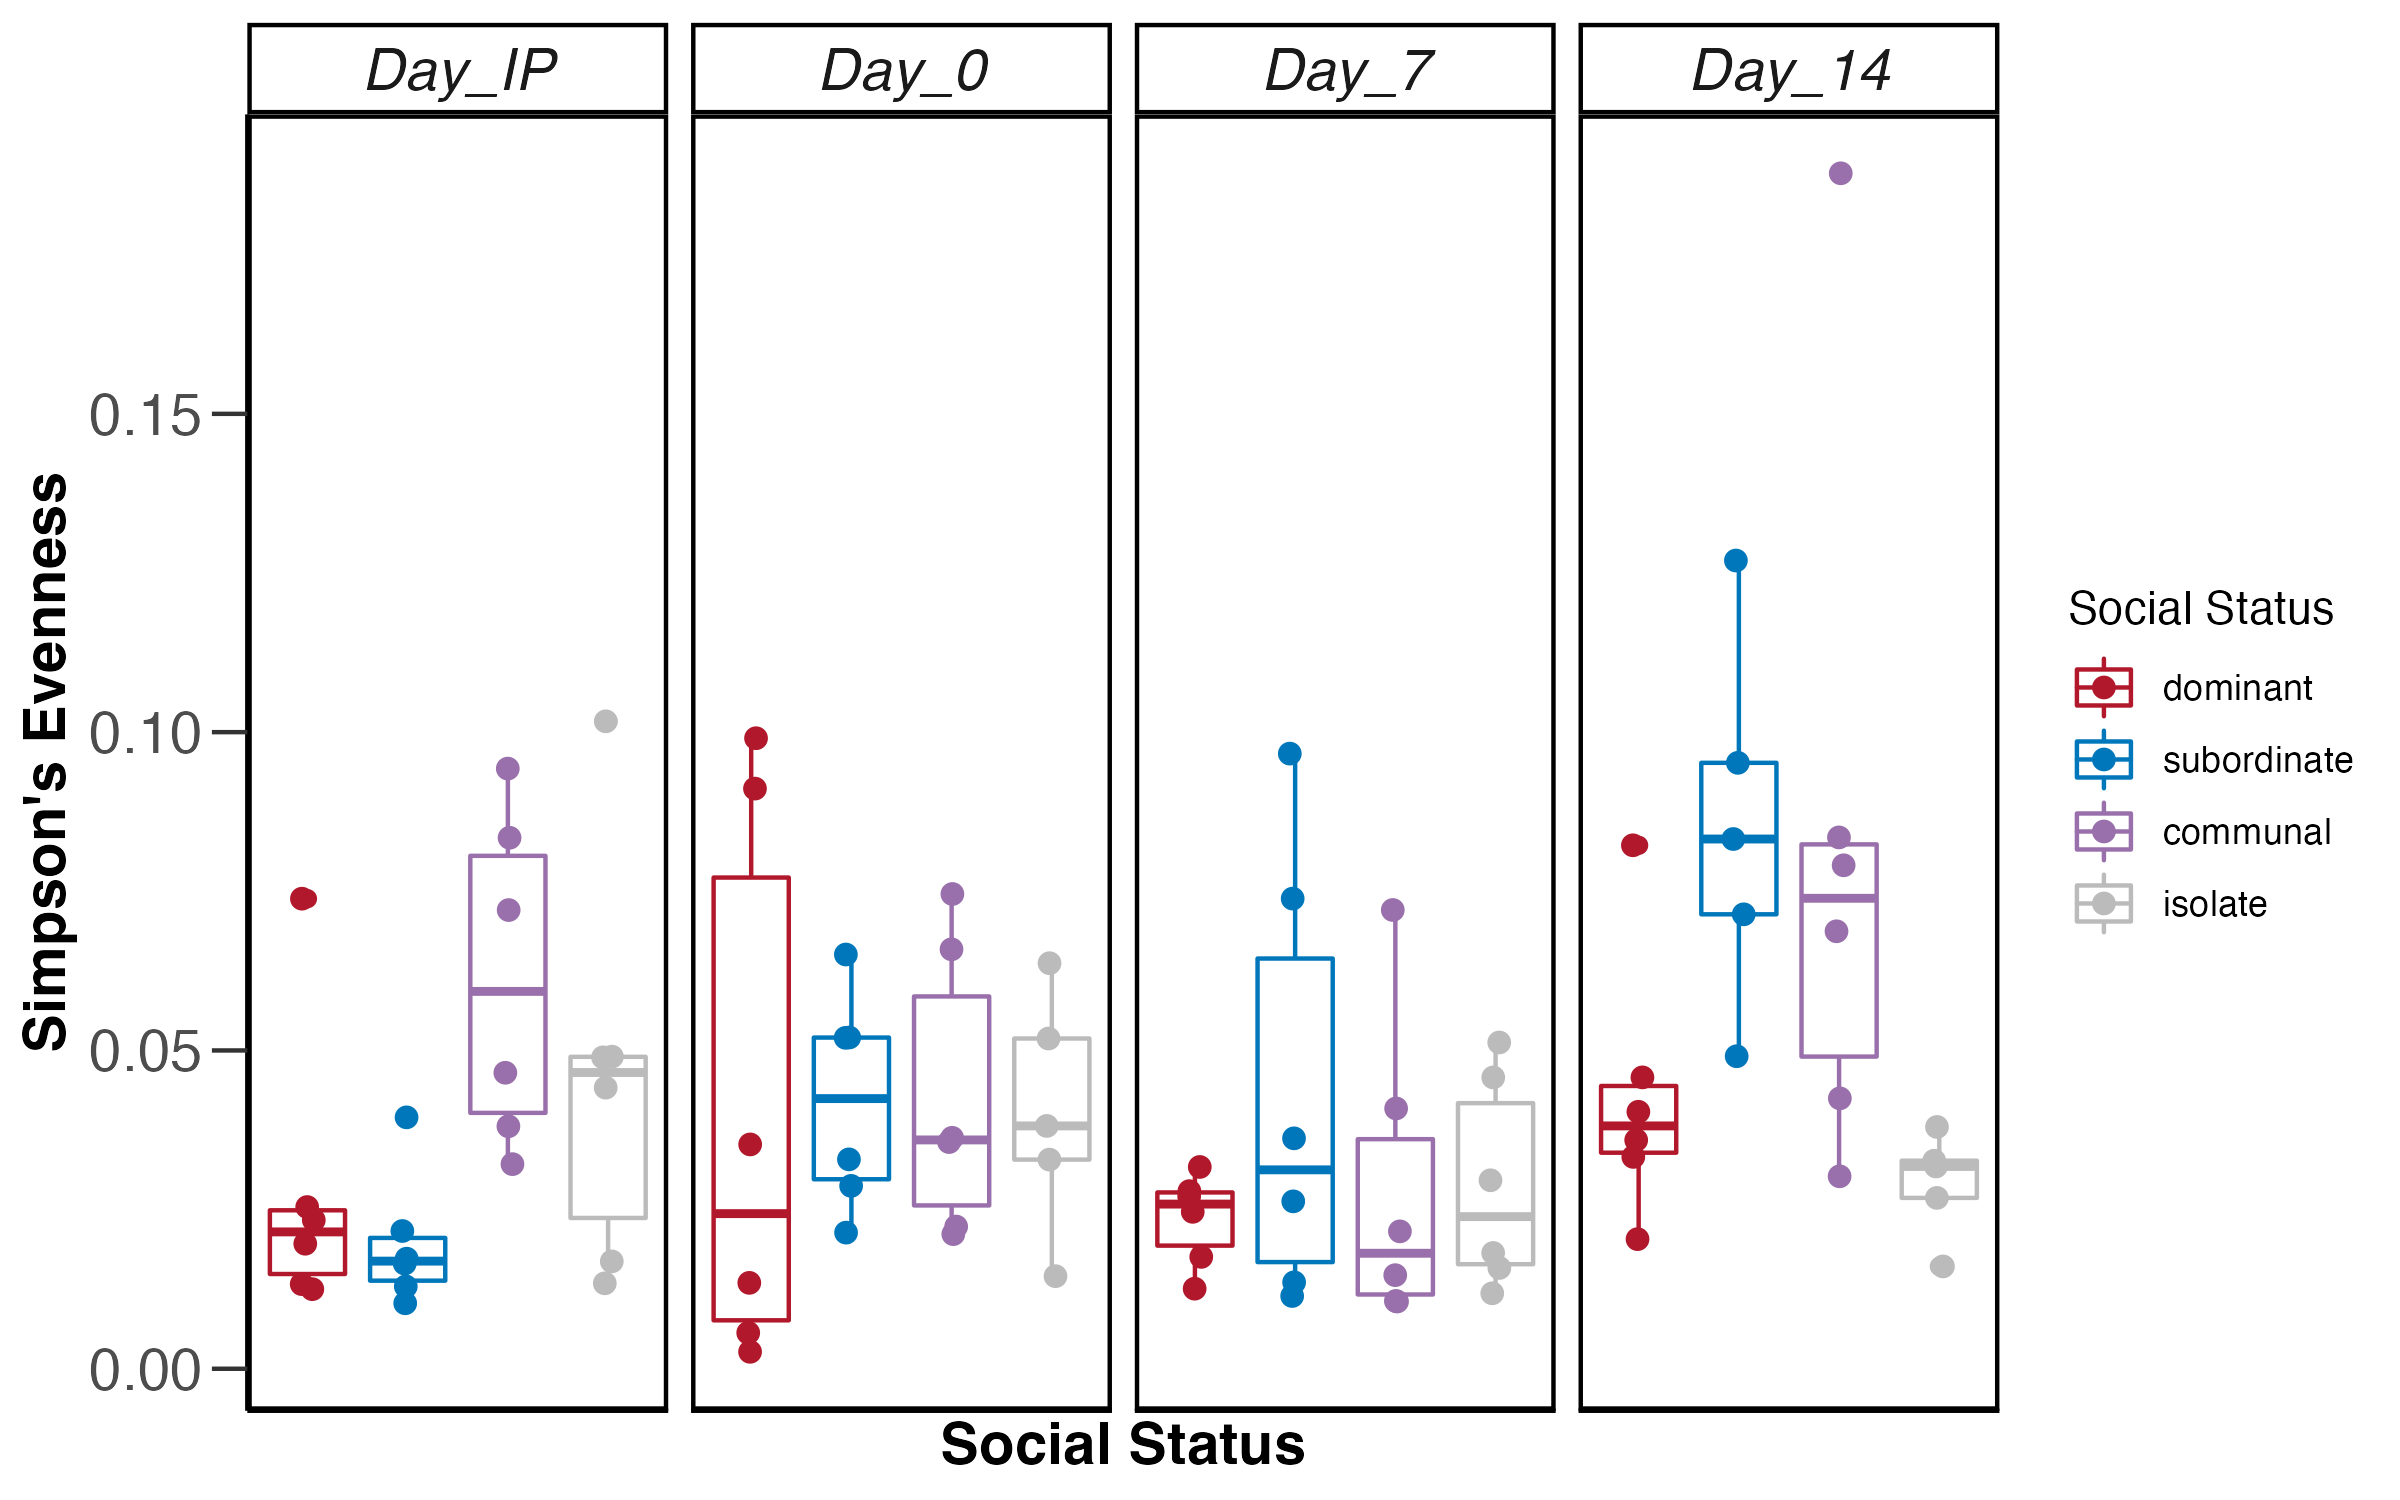 Day_IP
Day_0
Day_7
Day_14
Simpson's Evenness
0.15
0.10
0.05
0.00
Social Status
Social Status
dominant
subordinate
communal
isolate